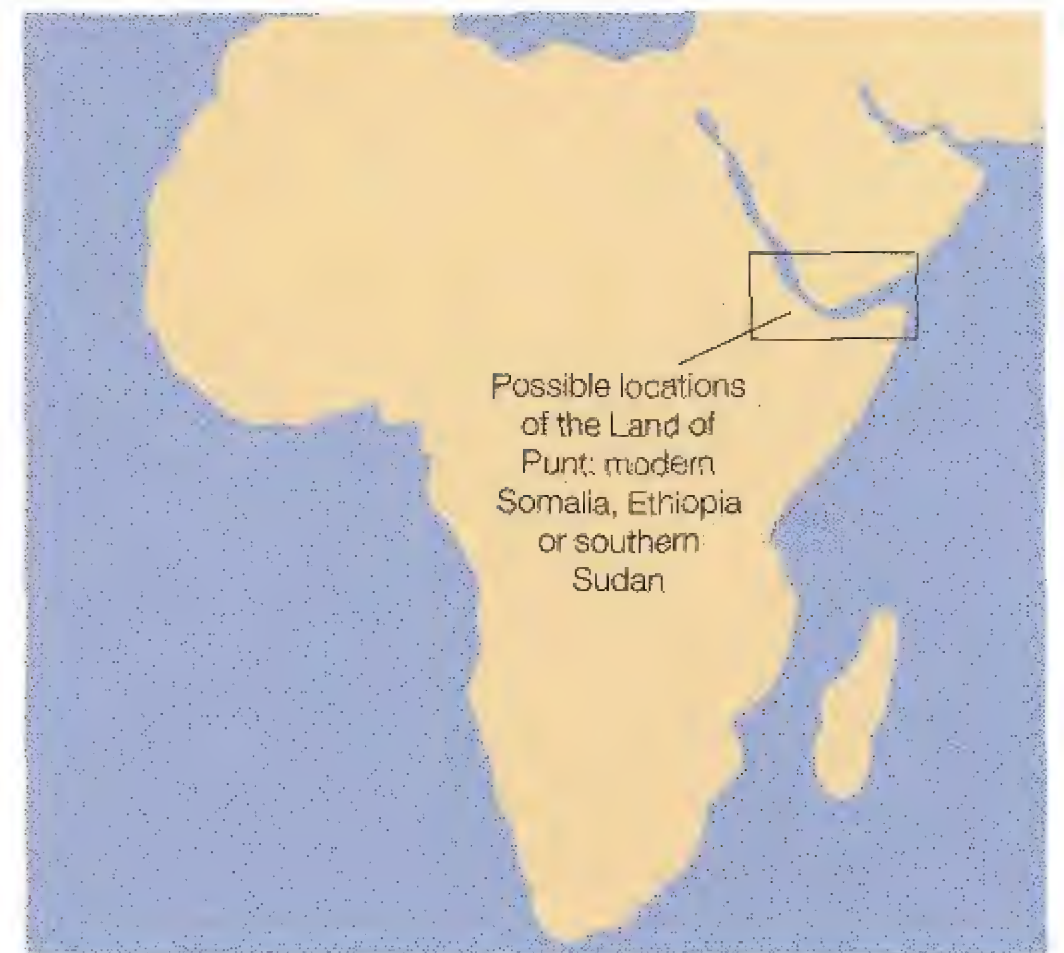 Possible locations
of the Land of
Punt: modern
Somalia, Ethiopia
or southern
Sudan